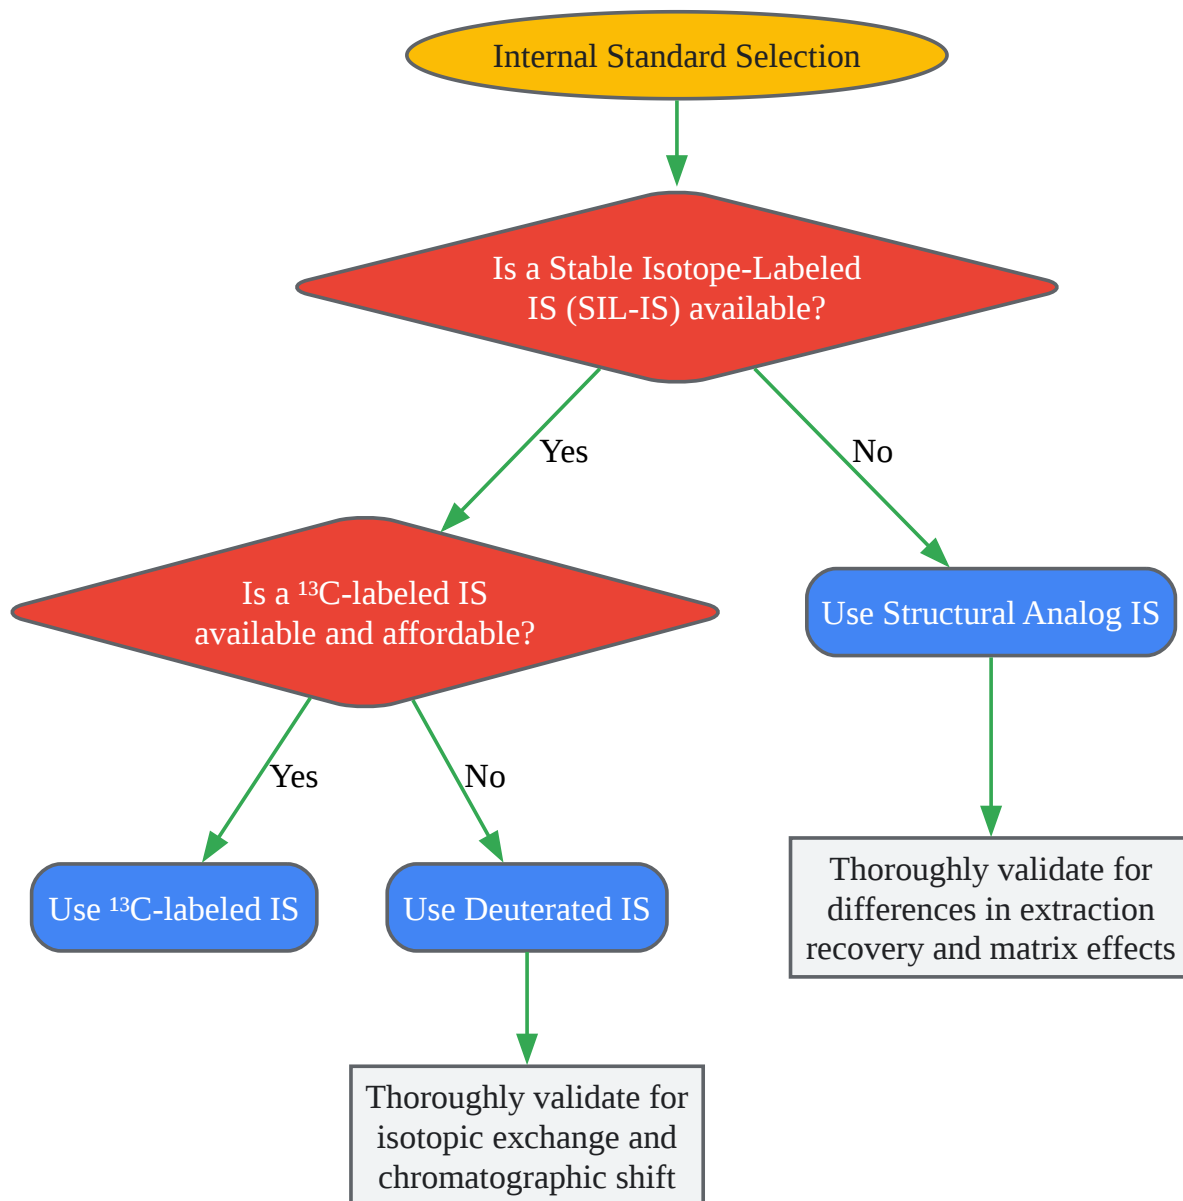 Internal Standard Selection
Is a Stable Isotope-Labeled
IS (SIL-IS) available?
Yes
No
Is a ¹³C-labeled IS
available and affordable?
Use Structural Analog IS
Yes
No
Use ¹³C-labeled IS
Use Deuterated IS
Thoroughly validate for
differences in extraction
recovery and matrix effects
Thoroughly validate for
isotopic exchange and
chromatographic shift